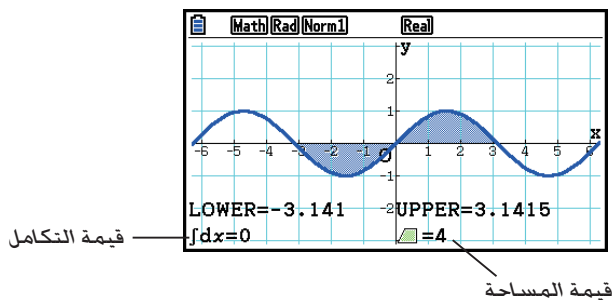 Math Rad Norm1 Real
y
2
1
-6 -5 -4 -3 -2 -1 O 1 2 3 4 5 6 x
-1
LOWER=-3.141 -2 UPPER=3.1415
∫dx=0 =4
قيمة التكامل
قيمة المساحة